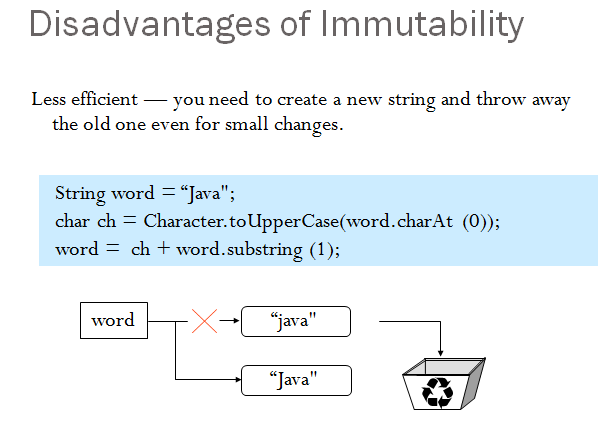 Disadvantages of Immutability
Less efficient — you need to create a new string and throw away
the old one even for small changes.
String word = “Java";
char ch = Character.toUpperCase(word.charAt (0));
word = ch + word.substring (1);
word
“java"
“Java"